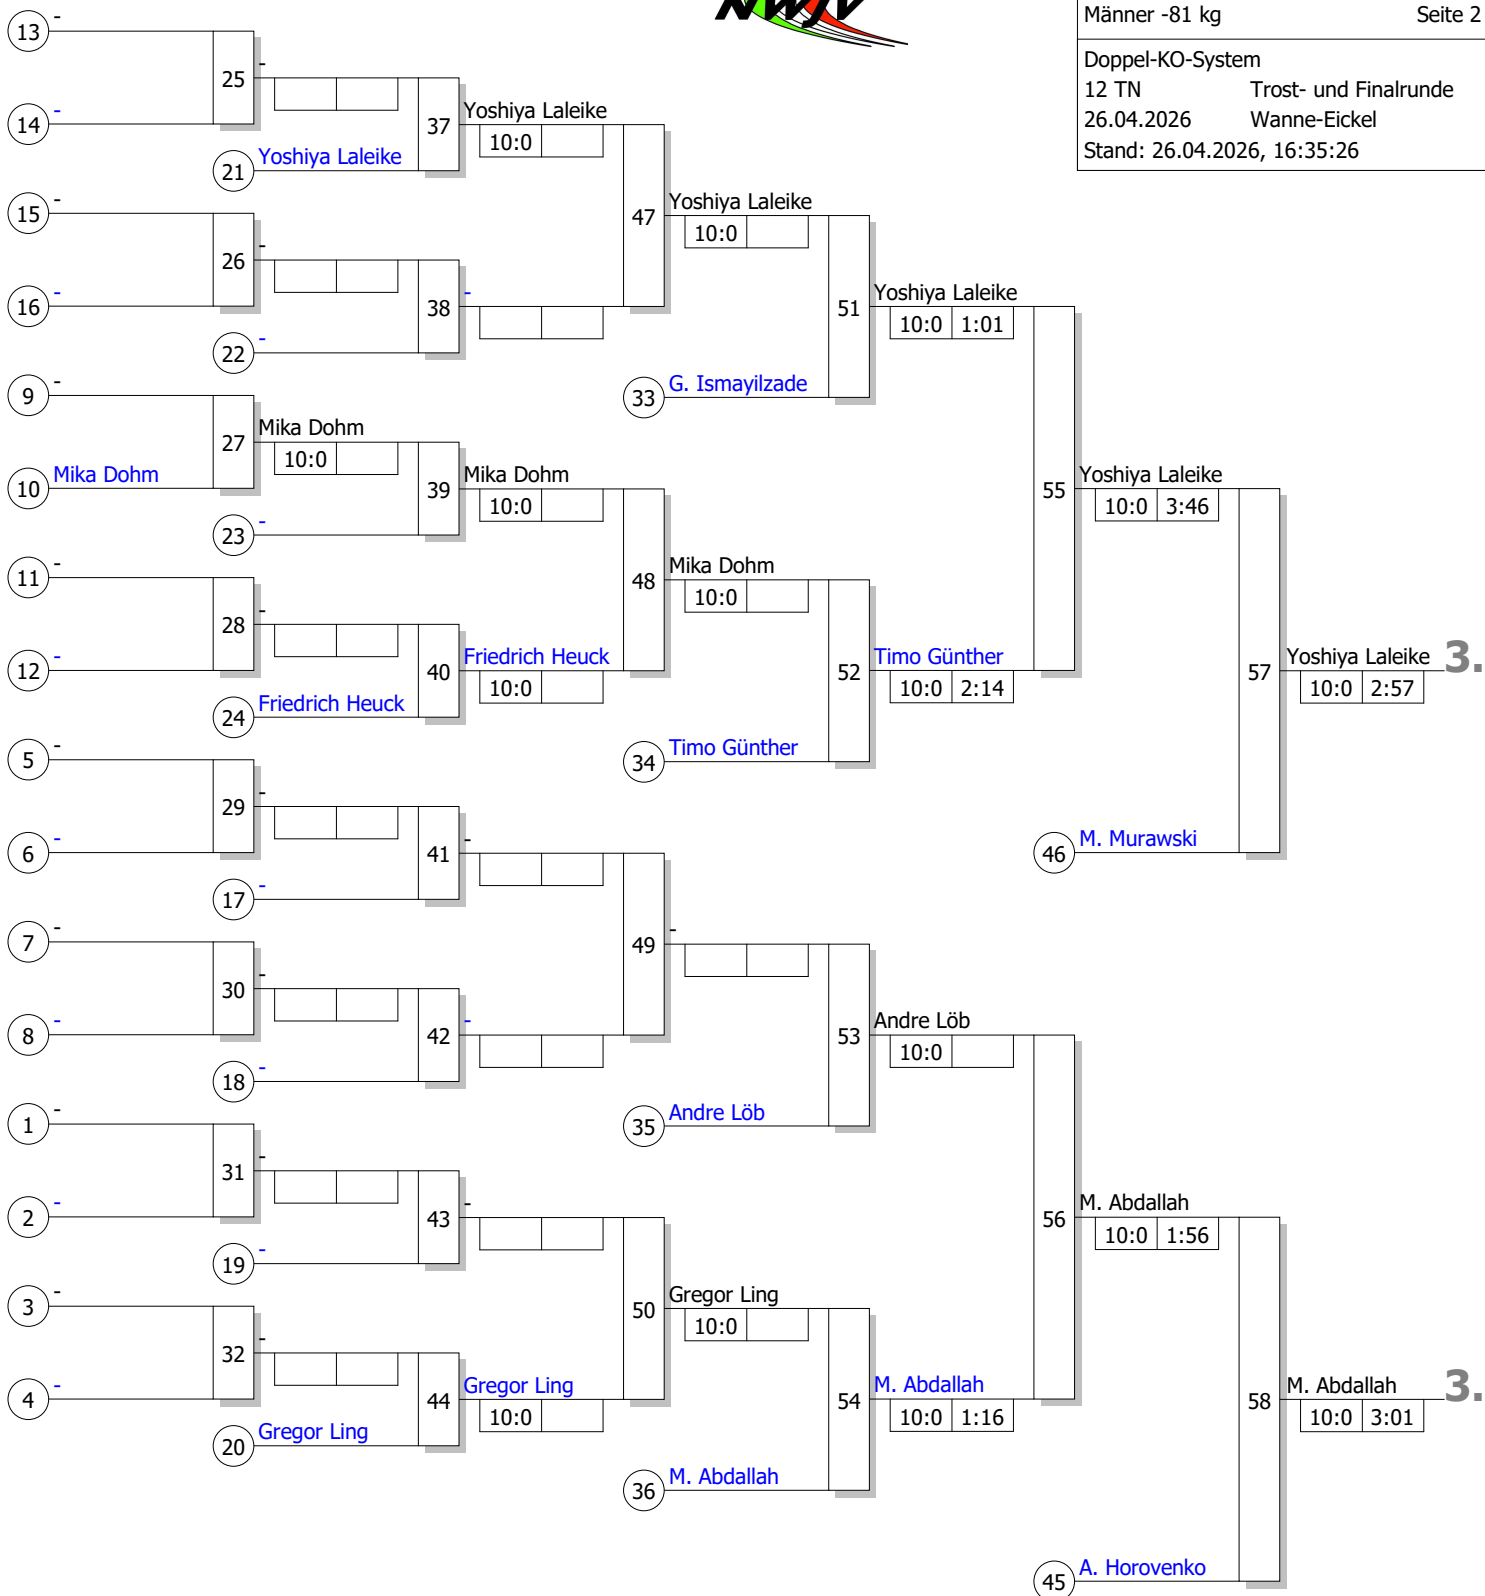 NWJV
Männer -81 kg Seite 2
Doppel-KO-System
12 TN Trost- und Finalrunde
26.04.2026 Wanne-Eickel
Stand: 26.04.2026, 16:35:26
13 -
25 -
14 -
37 Yoshiya Laleike
10:0
21 Yoshiya Laleike
15 -
47 Yoshiya Laleike
10:0
26 -
16 -
38 -
22 -
51 Yoshiya Laleike
10:0 1:01
33 G. Ismayilzade
9 -
27 Mika Dohm
10:0
10 Mika Dohm
39 Mika Dohm
10:0
23 -
55 Yoshiya Laleike
10:0 3:46
11 -
48 Mika Dohm
10:0
28 -
12 -
40 Friedrich Heuck
10:0
24 Friedrich Heuck
52 Timo Günther
10:0 2:14
34 Timo Günther
57 Yoshiya Laleike 3.
10:0 2:57
5 -
29 -
6 -
41 -
17 -
46 M. Murawski
7 -
49 -
30 -
8 -
42 -
18 -
53 Andre Löb
10:0
35 Andre Löb
1 -
31 -
2 -
43 -
19 -
56 M. Abdallah
10:0 1:56
3 -
50 Gregor Ling
10:0
32 -
4 -
44 Gregor Ling
10:0
20 Gregor Ling
54 M. Abdallah
10:0 1:16
58 M. Abdallah 3.
10:0 3:01
36 M. Abdallah
45 A. Horovenko